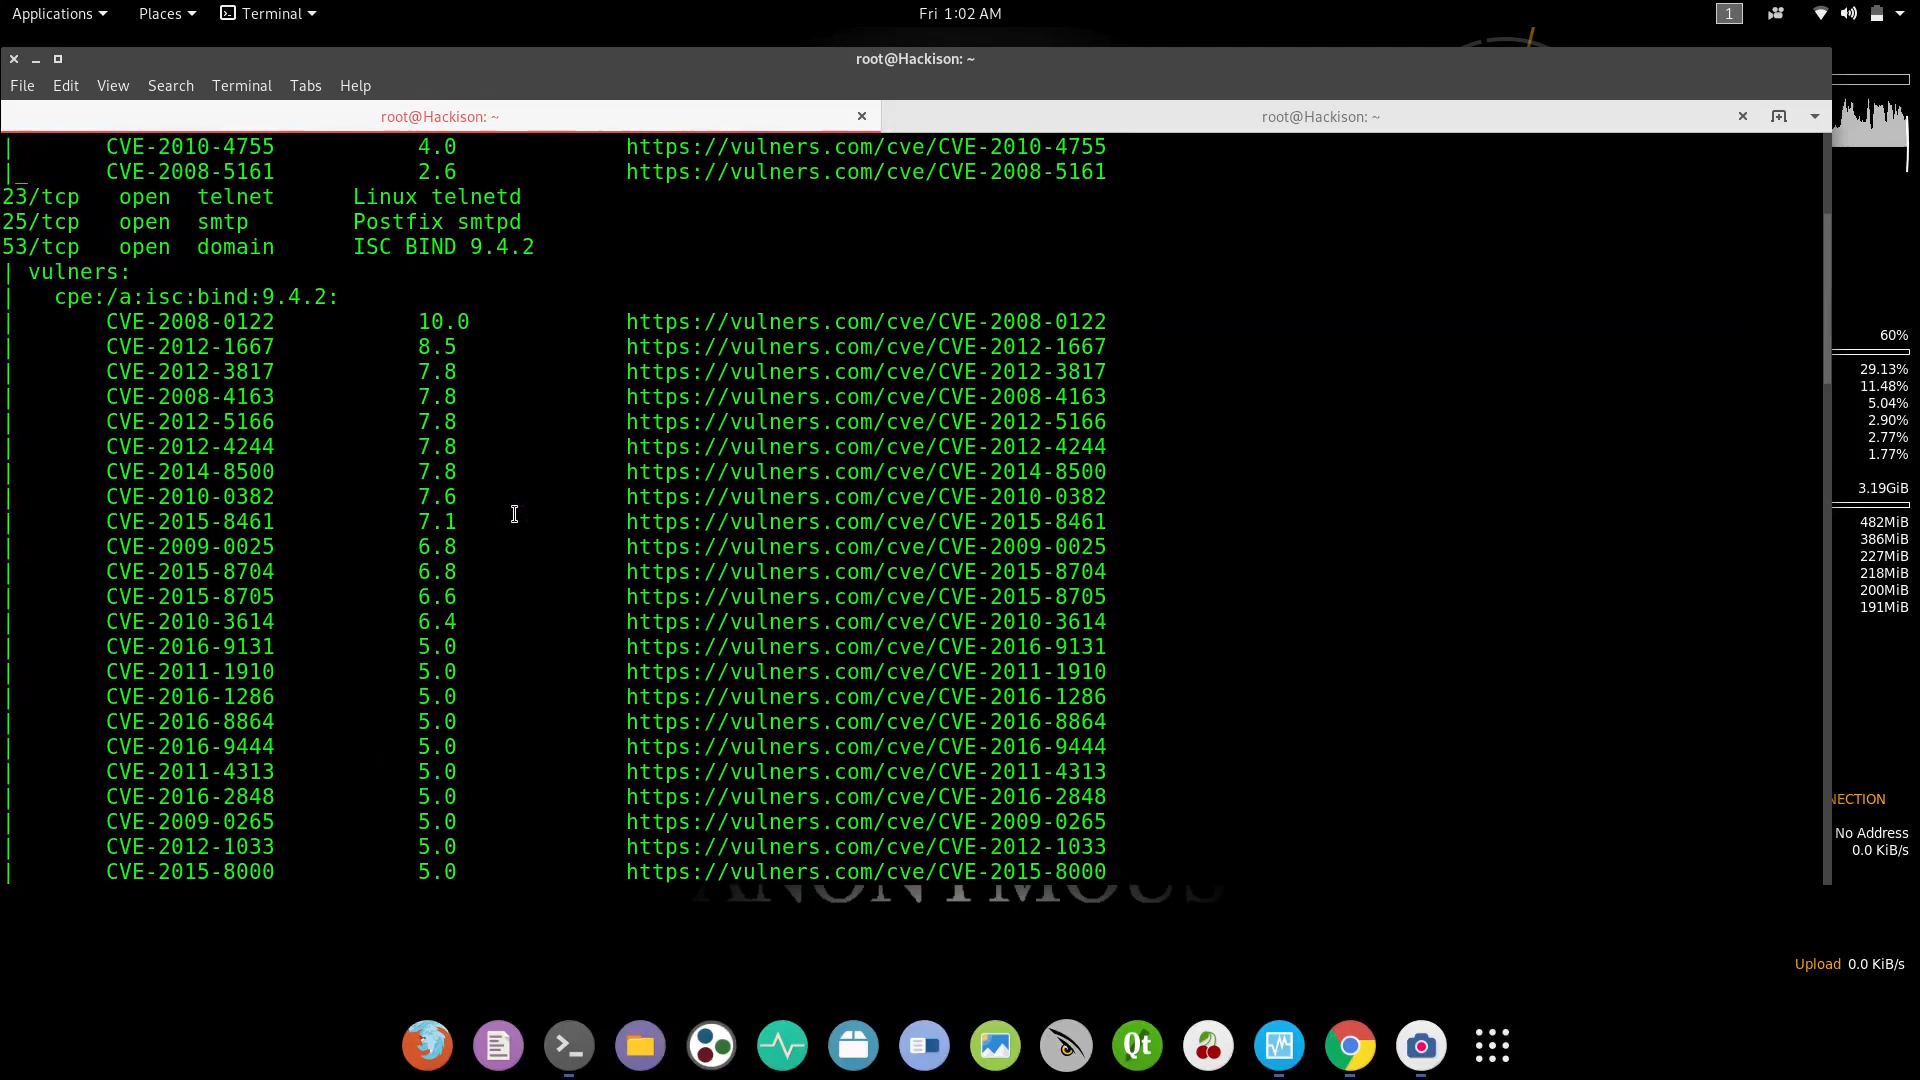 Applications Places Terminal Fri 1:02 AM 1
root@Hackison: ~
File Edit View Search Terminal Tabs Help
root@Hackison: ~ root@Hackison: ~
| CVE-2010-4755 4.0 https://vulners.com/cve/CVE-2010-4755
|_ CVE-2008-5161 2.6 https://vulners.com/cve/CVE-2008-5161
23/tcp open telnet Linux telnetd
25/tcp open smtp Postfix smtpd
53/tcp open domain ISC BIND 9.4.2
| vulners:
| cpe:/a:isc:bind:9.4.2:
| CVE-2008-0122 10.0 https://vulners.com/cve/CVE-2008-0122
| CVE-2012-1667 8.5 https://vulners.com/cve/CVE-2012-1667
| CVE-2012-3817 7.8 https://vulners.com/cve/CVE-2012-3817
| CVE-2008-4163 7.8 https://vulners.com/cve/CVE-2008-4163
| CVE-2012-5166 7.8 https://vulners.com/cve/CVE-2012-5166
| CVE-2012-4244 7.8 https://vulners.com/cve/CVE-2012-4244
| CVE-2014-8500 7.8 https://vulners.com/cve/CVE-2014-8500
| CVE-2010-0382 7.6 https://vulners.com/cve/CVE-2010-0382
| CVE-2015-8461 7.1 https://vulners.com/cve/CVE-2015-8461
| CVE-2009-0025 6.8 https://vulners.com/cve/CVE-2009-0025
| CVE-2015-8704 6.8 https://vulners.com/cve/CVE-2015-8704
| CVE-2015-8705 6.6 https://vulners.com/cve/CVE-2015-8705
| CVE-2010-3614 6.4 https://vulners.com/cve/CVE-2010-3614
| CVE-2016-9131 5.0 https://vulners.com/cve/CVE-2016-9131
| CVE-2011-1910 5.0 https://vulners.com/cve/CVE-2011-1910
| CVE-2016-1286 5.0 https://vulners.com/cve/CVE-2016-1286
| CVE-2016-8864 5.0 https://vulners.com/cve/CVE-2016-8864
| CVE-2016-9444 5.0 https://vulners.com/cve/CVE-2016-9444
| CVE-2011-4313 5.0 https://vulners.com/cve/CVE-2011-4313
| CVE-2016-2848 5.0 https://vulners.com/cve/CVE-2016-2848
| CVE-2009-0265 5.0 https://vulners.com/cve/CVE-2009-0265
| CVE-2012-1033 5.0 https://vulners.com/cve/CVE-2012-1033
| CVE-2015-8000 5.0 https://vulners.com/cve/CVE-2015-8000
60%
29.13%
11.48%
5.04%
2.90%
2.77%
1.77%
3.19GiB
482MiB
386MiB
227MiB
218MiB
200MiB
191MiB
NECTION
No Address
0.0 KiB/s
ANONYMOUS
Upload 0.0 KiB/s
Qt